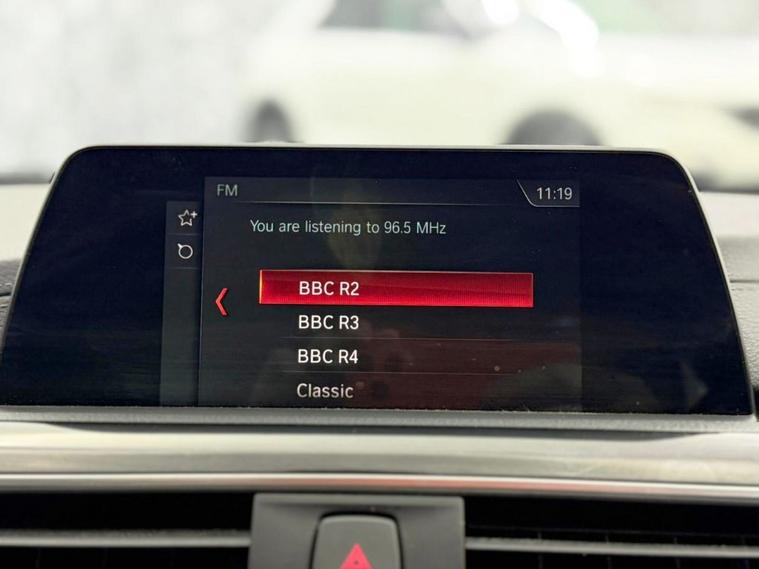 FM
11:19
You are listening to 96.5 MHz
BBC R2
BBC R3
BBC R4
Classic